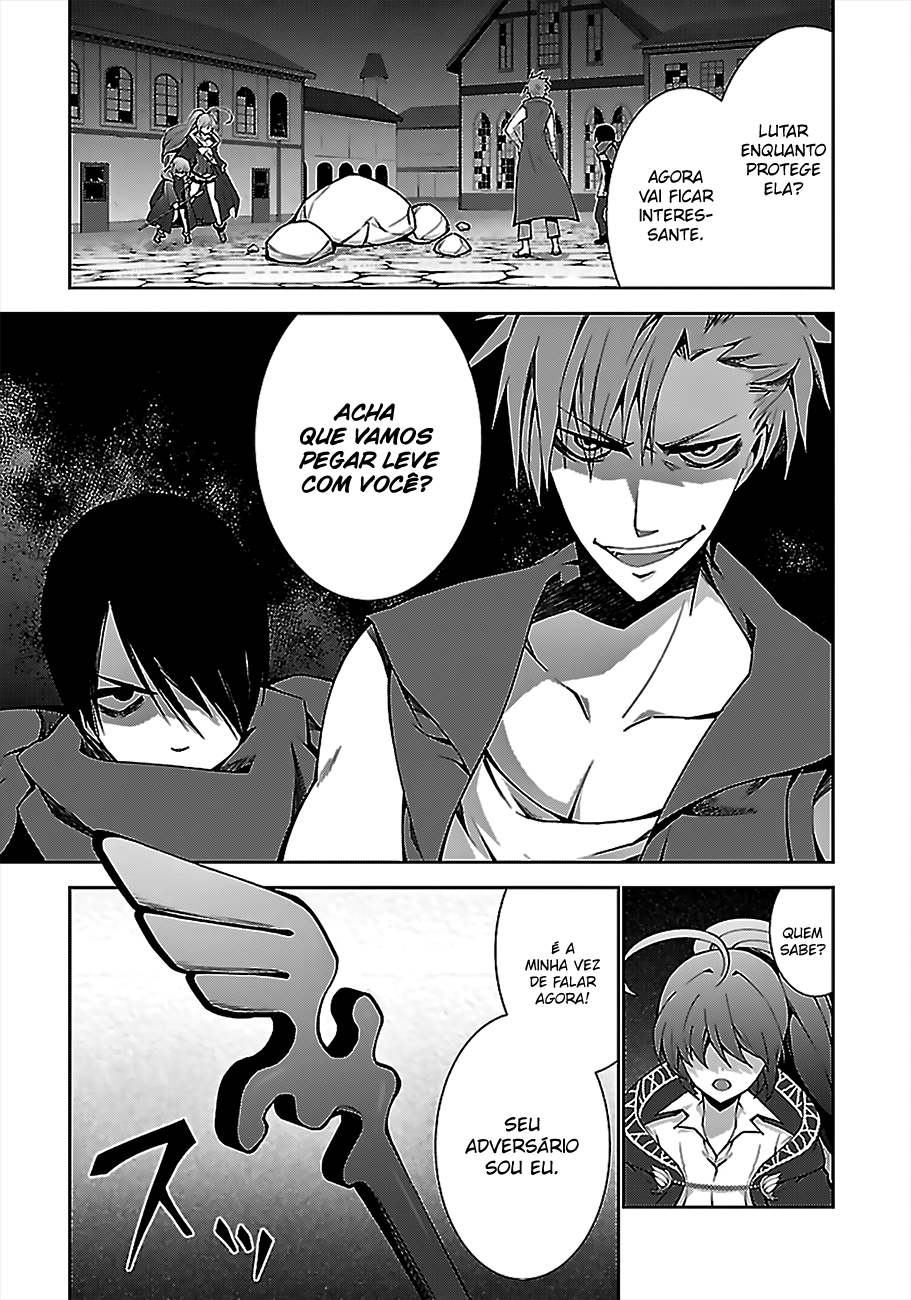 LUTAR
ENQUANTO
PROTEGE
ELA?
AGORA
VAI FICAR
INTERES-
SANTE.
ACHA
QUE VAMOS
PEGAR LEVE
COM VOCÊ?
QUEM
SABE?
É A
MINHA VEZ
DE FALAR
AGORA!
SEU
ADVERSÁRIO
SOU EU.
スッ